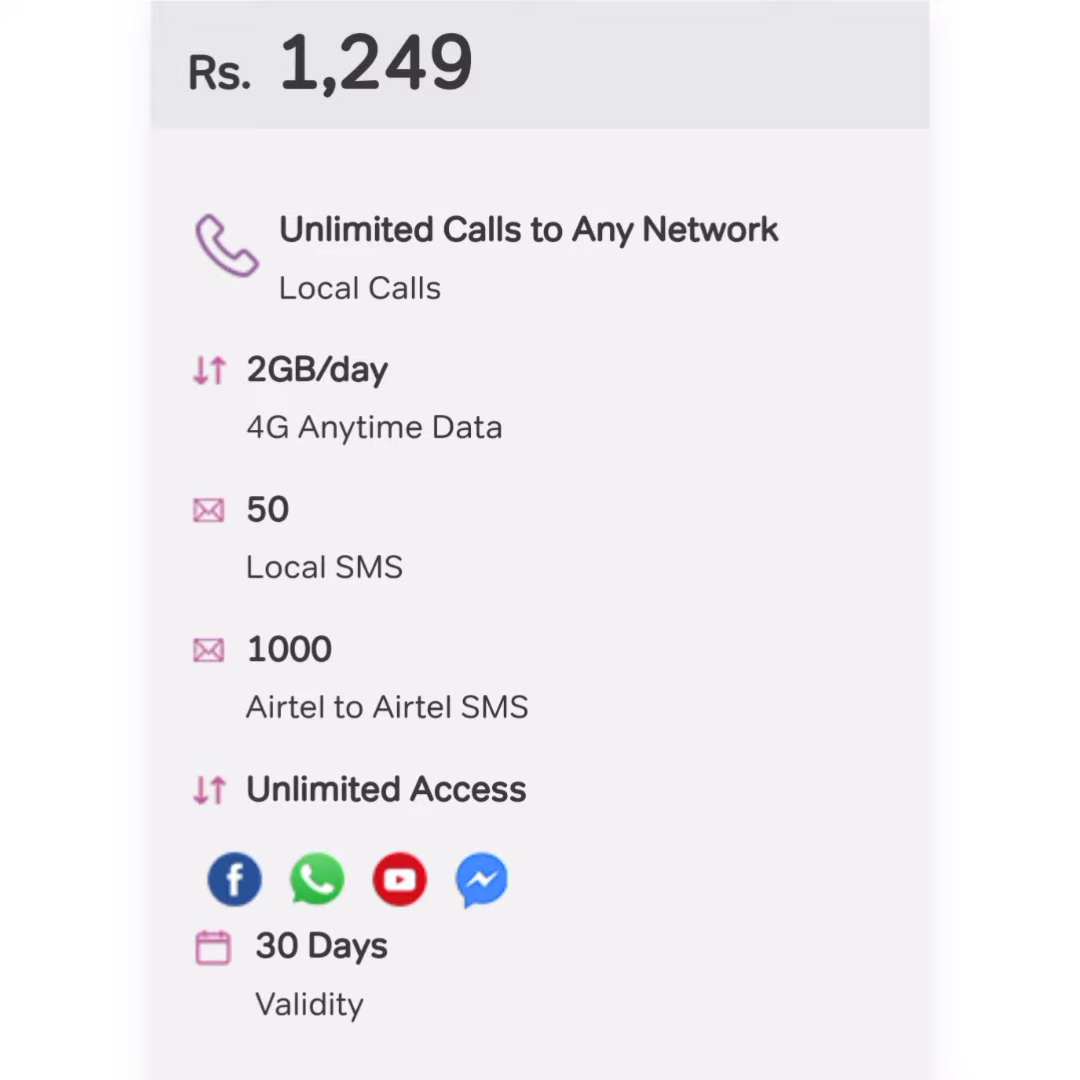 Rs. 1,249
Unlimited Calls to Any Network
Local Calls
2GB/day
4G Anytime Data
50
Local SMS
1000
Airtel to Airtel SMS
Unlimited Access
30 Days
Validity